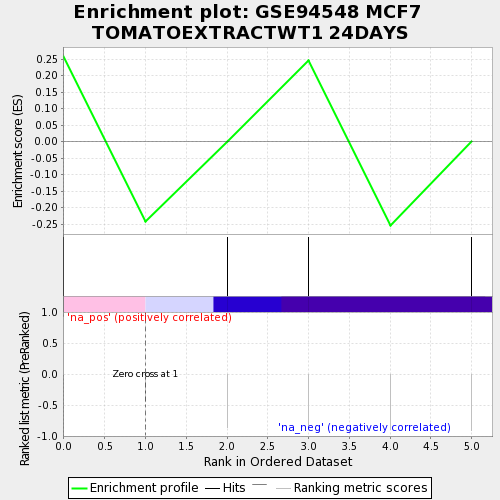 Enrichment plot: GSE94548 MCF7
TOMATOEXTRACTWT1 24DAYS
Enrichment score (ES)
0.25
0.20
0.15
0.10
0.05
0.00
-0.05
-0.10
-0.15
-0.20
-0.25
Ranked list metric (PreRanked)
1.0
0.5
0.0
-0.5
-1.0
'na_pos' (positively correlated)
Zero cross at 1
'na_neg' (negatively correlated)
0.0 0.5 1.0 1.5 2.0 2.5 3.0 3.5 4.0 4.5 5.0
Rank in Ordered Dataset
Enrichment profile Hits Ranking metric scores